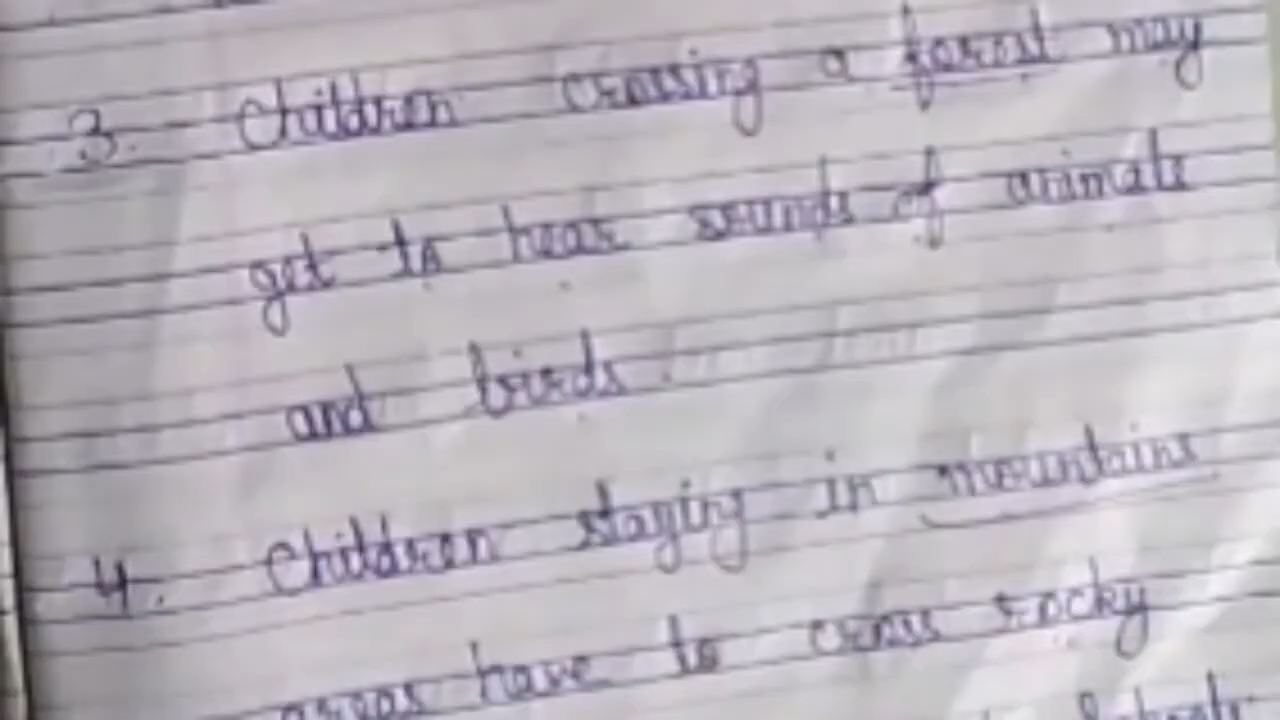 3. Children crossing a forest may
get to hear sounds of animals
and birds.
4. Children staying in mountains
areas have to cross rocky